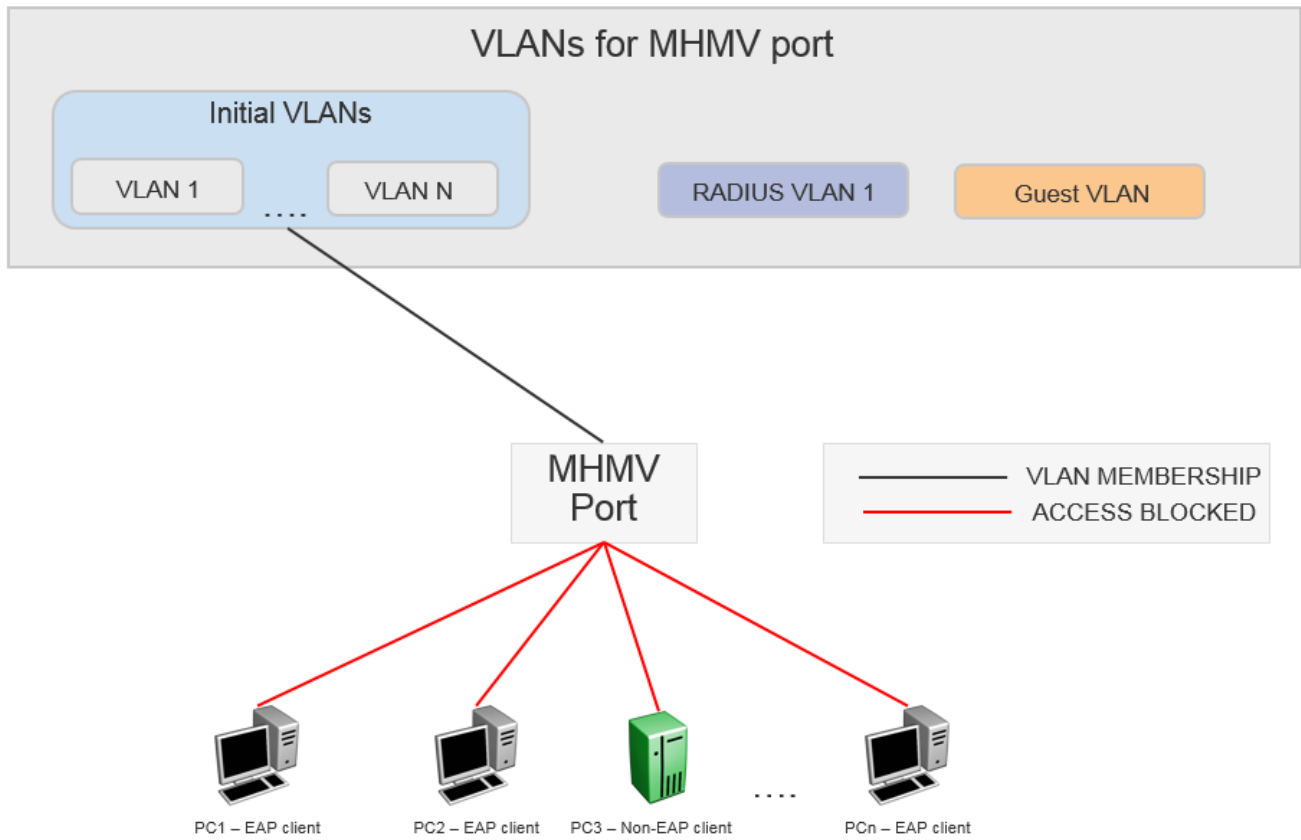 VLANs for MHMV port
Initial VLANs
VLAN 1
....
VLAN N
RADIUS VLAN 1
Guest VLAN
MHMV
Port
VLAN MEMBERSHIP
ACCESS BLOCKED
PC1 – EAP client
PC2 – EAP client
PC3 – Non-EAP client
....
PCn – EAP client